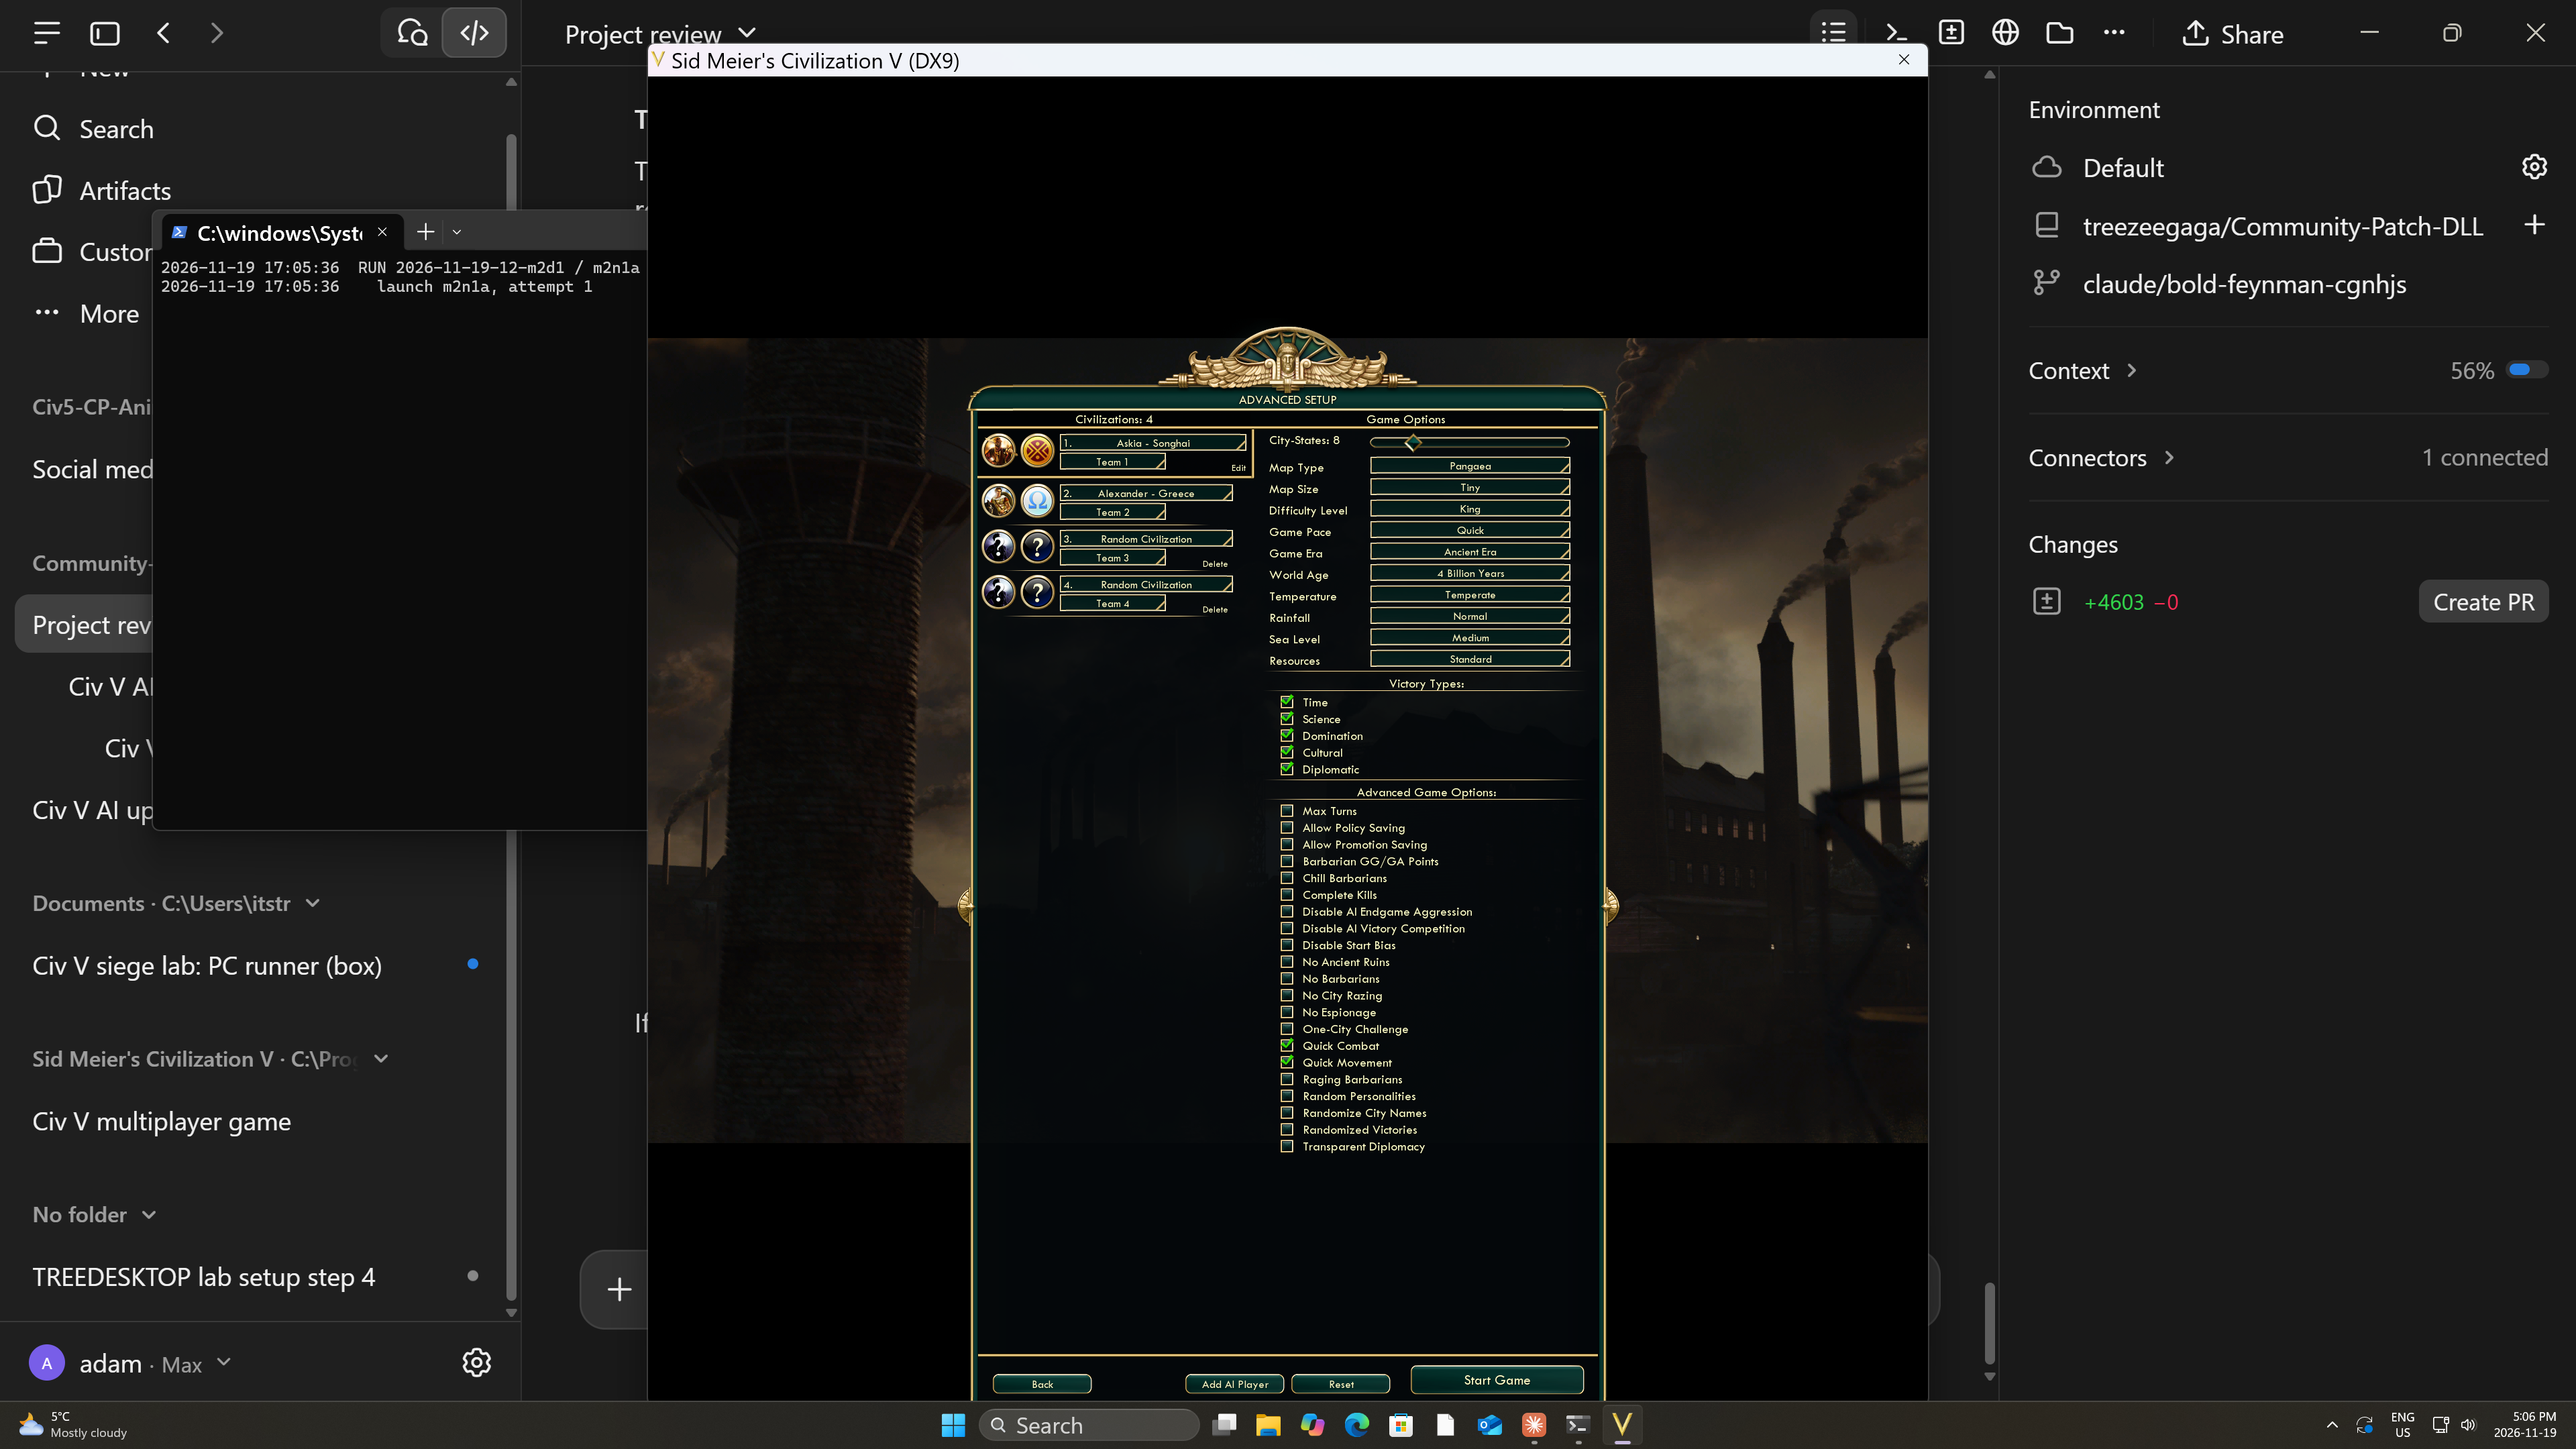 Project review
Share
New
Search
Artifacts
Custor
More
Civ5-CP-Ani
Social med
Community-
Project rev
Civ V AI
Civ V
Civ V AI up
Documents · C:\Users\itstr
Civ V siege lab: PC runner (box)
Sid Meier's Civilization V · C:\Prog
Civ V multiplayer game
No folder
TREEDESKTOP lab setup step 4
A
adam · Max
C:\windows\Syste
2026-11-19 17:05:36 RUN 2026-11-19-12-m2d1 / m2n1a
2026-11-19 17:05:36 launch m2n1a, attempt 1
Sid Meier's Civilization V (DX9)
ADVANCED SETUP
Civilizations: 4
1. Askia - Songhai
Team 1
Edit
2. Alexander - Greece
Team 2
3. Random Civilization
Team 3
Delete
4. Random Civilization
Team 4
Delete
Game Options
City-States: 8
Map Type Pangaea
Map Size Tiny
Difficulty Level King
Game Pace Quick
Game Era Ancient Era
World Age 4 Billion Years
Temperature Temperate
Rainfall Normal
Sea Level Medium
Resources Standard
Victory Types:
Time
Science
Domination
Cultural
Diplomatic
Advanced Game Options:
Max Turns
Allow Policy Saving
Allow Promotion Saving
Barbarian GG/GA Points
Chill Barbarians
Complete Kills
Disable AI Endgame Aggression
Disable AI Victory Competition
Disable Start Bias
No Ancient Ruins
No Barbarians
No City Razing
No Espionage
One-City Challenge
Quick Combat
Quick Movement
Raging Barbarians
Random Personalities
Randomize City Names
Randomized Victories
Transparent Diplomacy
Back
Add AI Player
Reset
Start Game
Environment
Default
treezeegaga/Community-Patch-DLL
claude/bold-feynman-cgnhjs
Context 56%
Connectors 1 connected
Changes
+4603 −0
Create PR
5°C
Mostly cloudy
Search
ENG
US
5:06 PM
2026-11-19